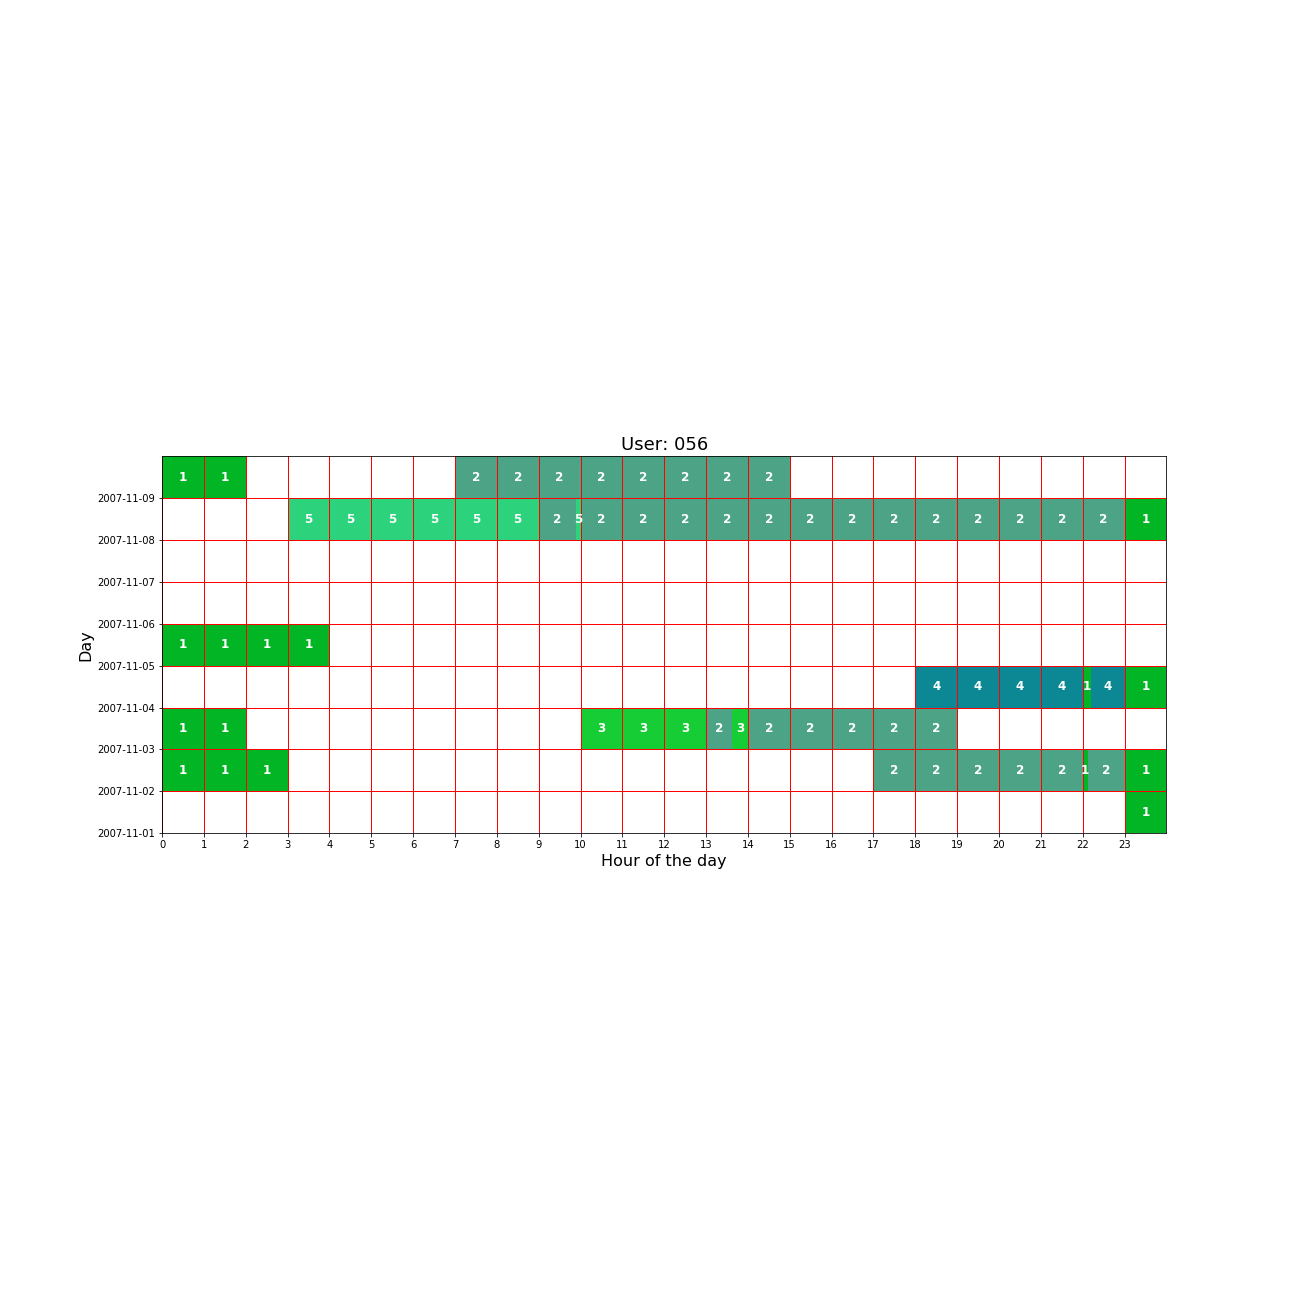 User: 056
1 1 2 2 2 2 2 2 2 2
2007-11-09
5 5 5 5 5 5 2 5 2 2 2 2 2 2 2 2 2 2 2 2 2 1
2007-11-08
2007-11-07
2007-11-06
1 1 1 1
Day
2007-11-05
4 4 4 4 1 4 1
2007-11-04
1 1 3 3 3 2 3 2 2 2 2 2
2007-11-03
1 1 1 2 2 2 2 2 1 2 1
2007-11-02
1
2007-11-01
0 1 2 3 4 5 6 7 8 9 10 11 12 13 14 15 16 17 18 19 20 21 22 23
Hour of the day